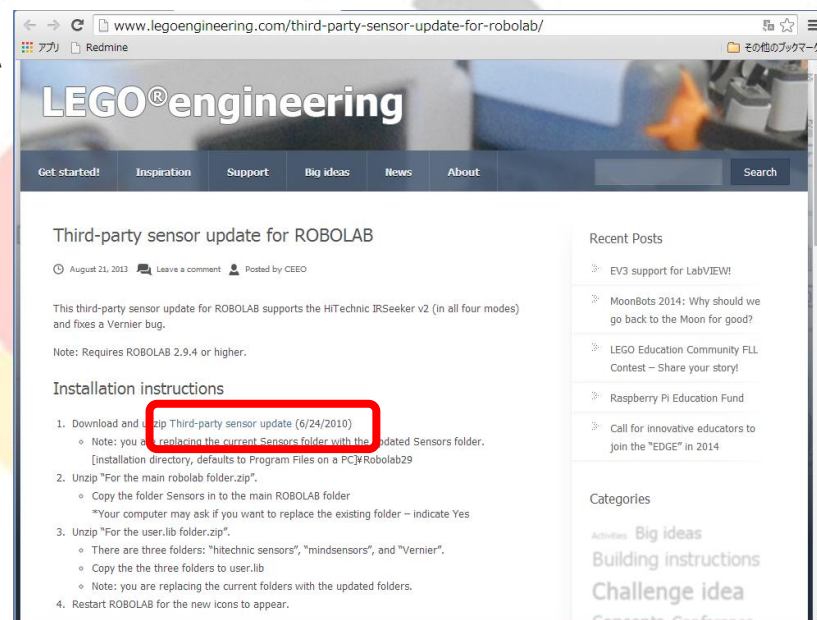 www.legoengineering.com/third-party-sensor-update-for-robolab/
アプリ Redmine その他のブックマーク
LEGO®engineering
Get started! Inspiration Support Big ideas News About Search
Third-party sensor update for ROBOLAB
August 21, 2013 Leave a comment Posted by CEEO
This third-party sensor update for ROBOLAB supports the HiTechnic IRSeeker v2 (in all four modes)
and fixes a Vernier bug.
Note: Requires ROBOLAB 2.9.4 or higher.
Installation instructions
1. Download and unzip Third-party sensor update (6/24/2010)
Note: you are replacing the current Sensors folder with the updated Sensors folder.
[installation directory, defaults to Program Files on a PC]¥Robolab29
2. Unzip “For the main robolab folder.zip”.
Copy the folder Sensors in to the main ROBOLAB folder
*Your computer may ask if you want to replace the existing folder – indicate Yes
3. Unzip “For the user.lib folder.zip”.
There are three folders: “hitechnic sensors”, “mindsensors”, and “Vernier”.
Copy the the three folders to user.lib
Note: you are replacing the current folders with the updated folders.
4. Restart ROBOLAB for the new icons to appear.
Recent Posts
EV3 support for LabVIEW!
MoonBots 2014: Why should we
go back to the Moon for good?
LEGO Education Community FLL
Contest – Share your story!
Raspberry Pi Education Fund
Call for innovative educators to
join the “EDGE” in 2014
Categories
Activities Big ideas
Building instructions
Challenge idea